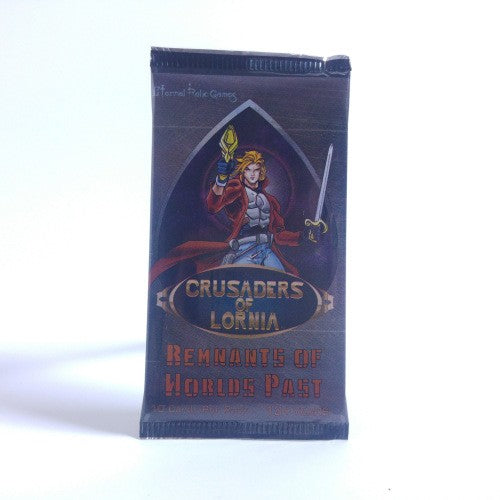 Eternal Relic Games
CRUSADERS
OF
LORNIA
REMNANTS OF
WORLDS PAST